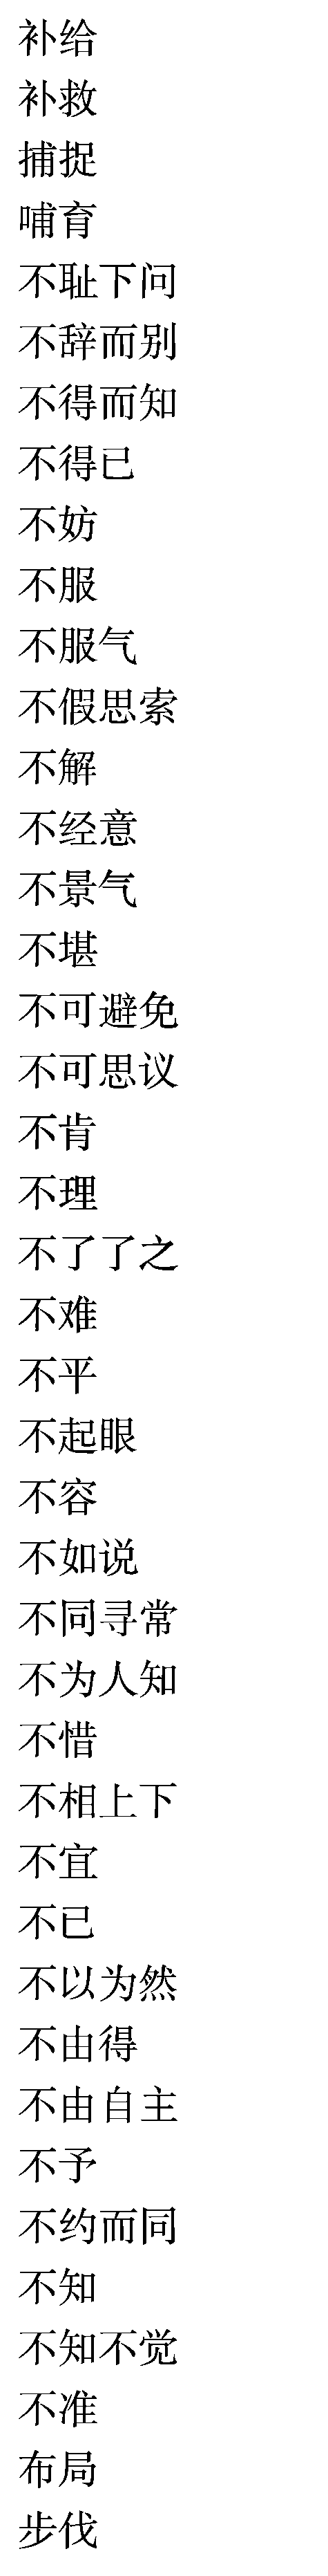 补给
补救
捕捉
哺育
不耻下问
不辞而别
不得而知
不得已
不妨
不服
不服气
不假思索
不解
不经意
不景气
不堪
不可避免
不可思议
不肯
不理
不了了之
不难
不平
不起眼
不容
不如说
不同寻常
不为人知
不惜
不相上下
不宜
不已
不以为然
不由得
不由自主
不予
不约而同
不知
不知不觉
不准
布局
步伐